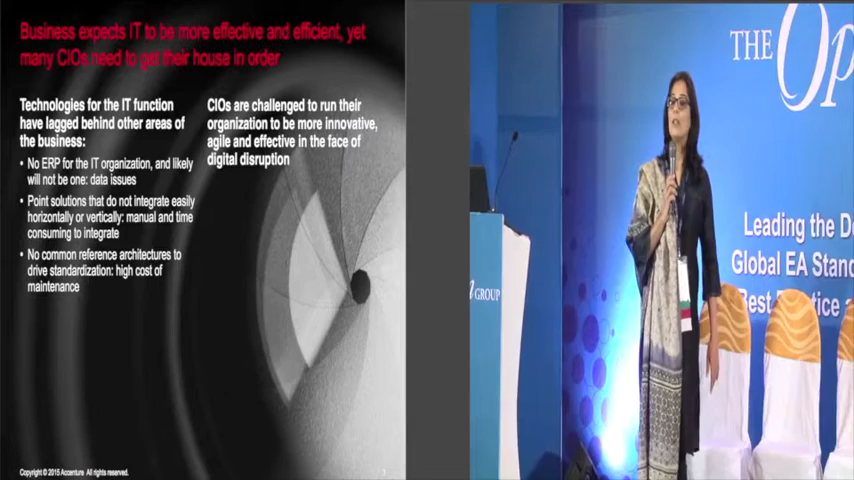 Business expects IT to be more effective and efficient, yet
many CIOs need to get their house in order
Technologies for the IT function
have lagged behind other areas of
the business:
• No ERP for the IT organization, and likely
will not be one: data issues
• Point solutions that do not integrate easily
horizontally or vertically: manual and time
consuming to integrate
• No common reference architectures to
drive standardization: high cost of
maintenance
CIOs are challenged to run their
organization to be more innovative,
agile and effective in the face of
digital disruption
Copyright © 2015 Accenture All rights reserved.
THE Op
Leading the De
Global EA Stand
Best
GROUP